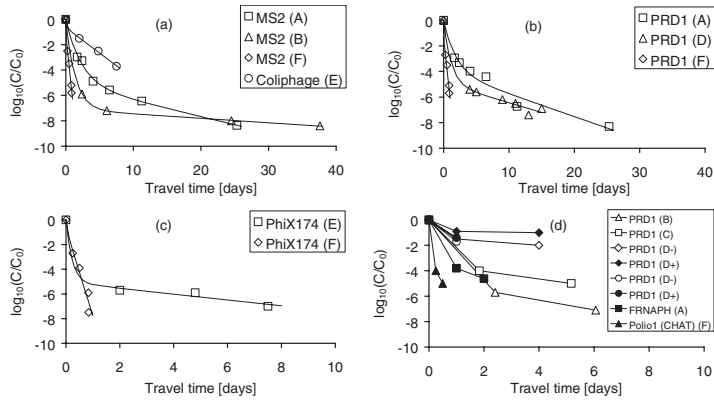 (a)
MS2 (A)
MS2 (B)
MS2 (F)
Coliphage (E)
0
-2
-4
-6
-8
-10
log10(C/C0)
0 10 20 30 40
Travel time [days]
(b)
PRD1 (A)
PRD1 (D)
PRD1 (F)
0
-2
-4
-6
-8
-10
log10(C/C0)
0 10 20 30 40
Travel time [days]
(c)
PhiX174 (E)
PhiX174 (F)
0
-2
-4
-6
-8
-10
log10(C/C0)
0 2 4 6 8 10
Travel time [days]
(d)
PRD1 (B)
PRD1 (C)
PRD1 (D-)
PRD1 (D+)
PRD1 (D-)
PRD1 (D+)
FRNAPH (A)
Polio1 (CHAT) (F)
0
-2
-4
-6
-8
-10
log10(C/C0)
0 2 4 6 8 10
Travel time [days]